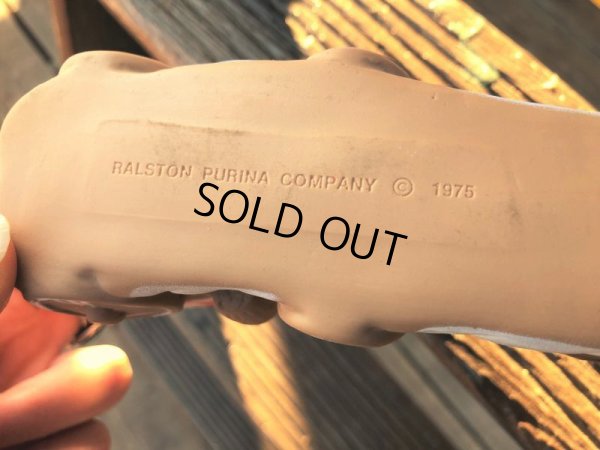 RALSTON PURINA COMPANY © 1975
SOLD OUT